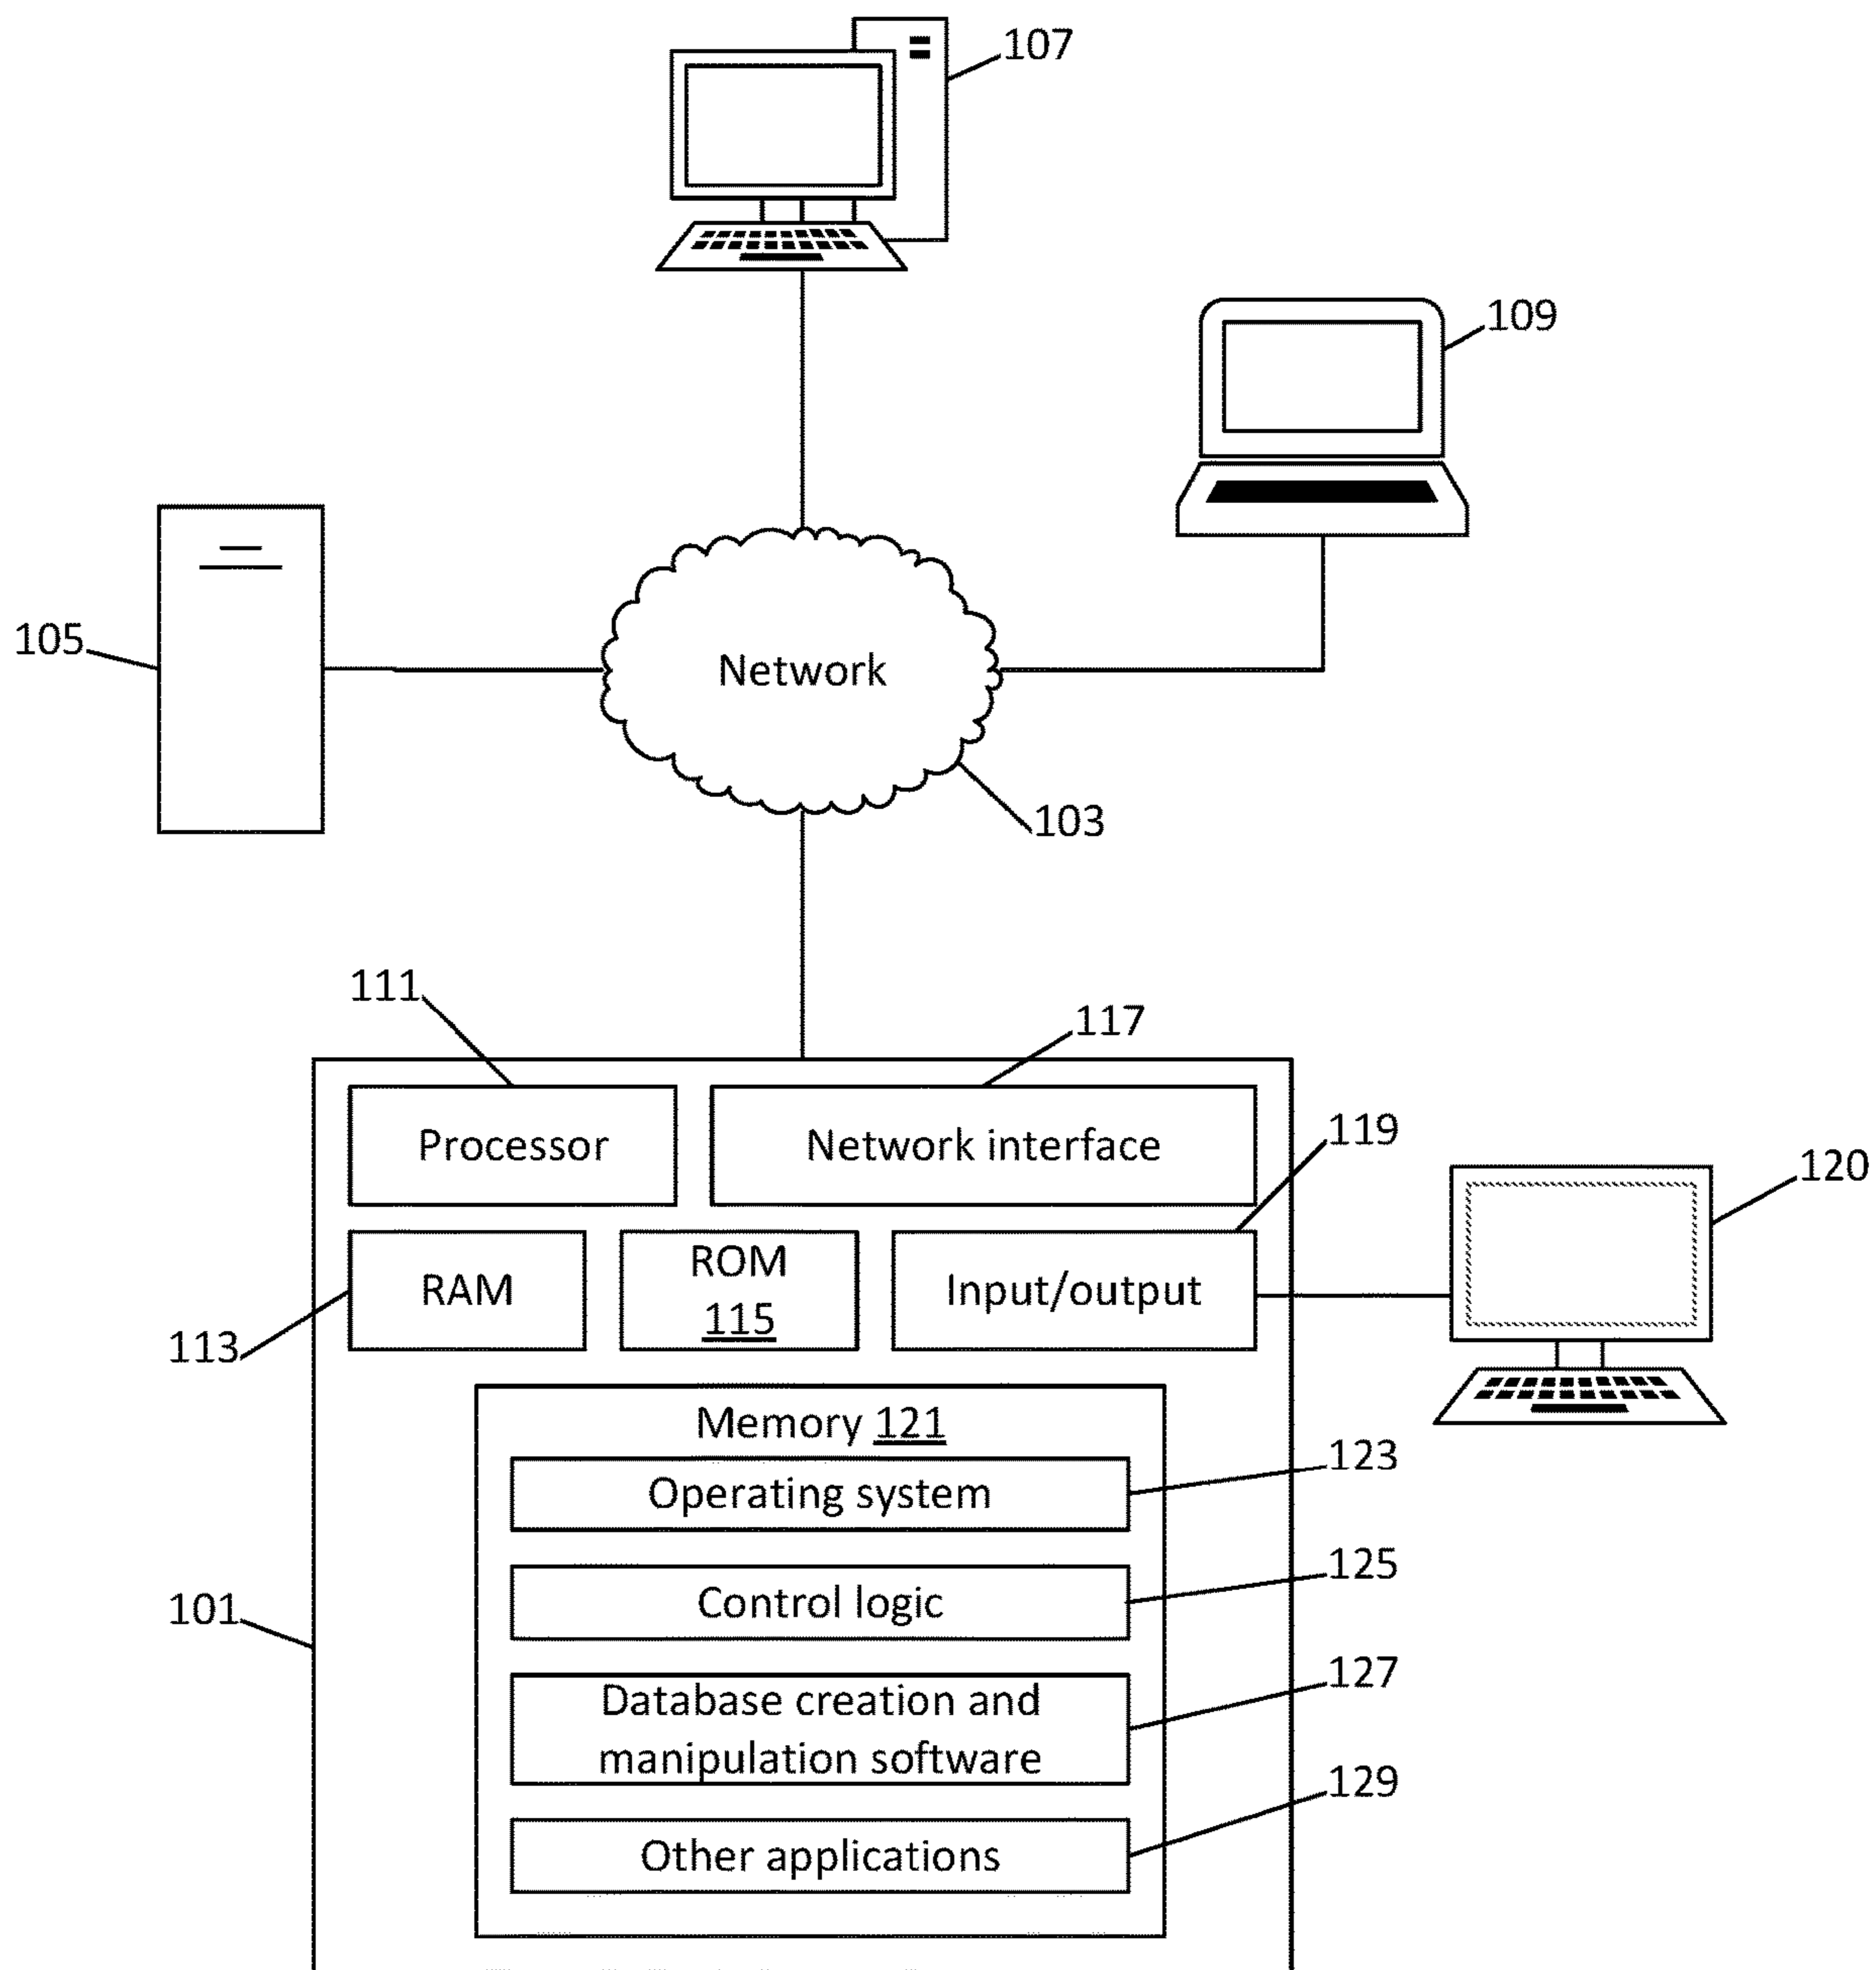 107
109
105
Network
103
111
117
Processor
Network interface
119
120
RAM
ROM
115
Input/output
113
Memory 121
123
Operating system
125
Control logic
101
127
Database creation and
manipulation software
129
Other applications